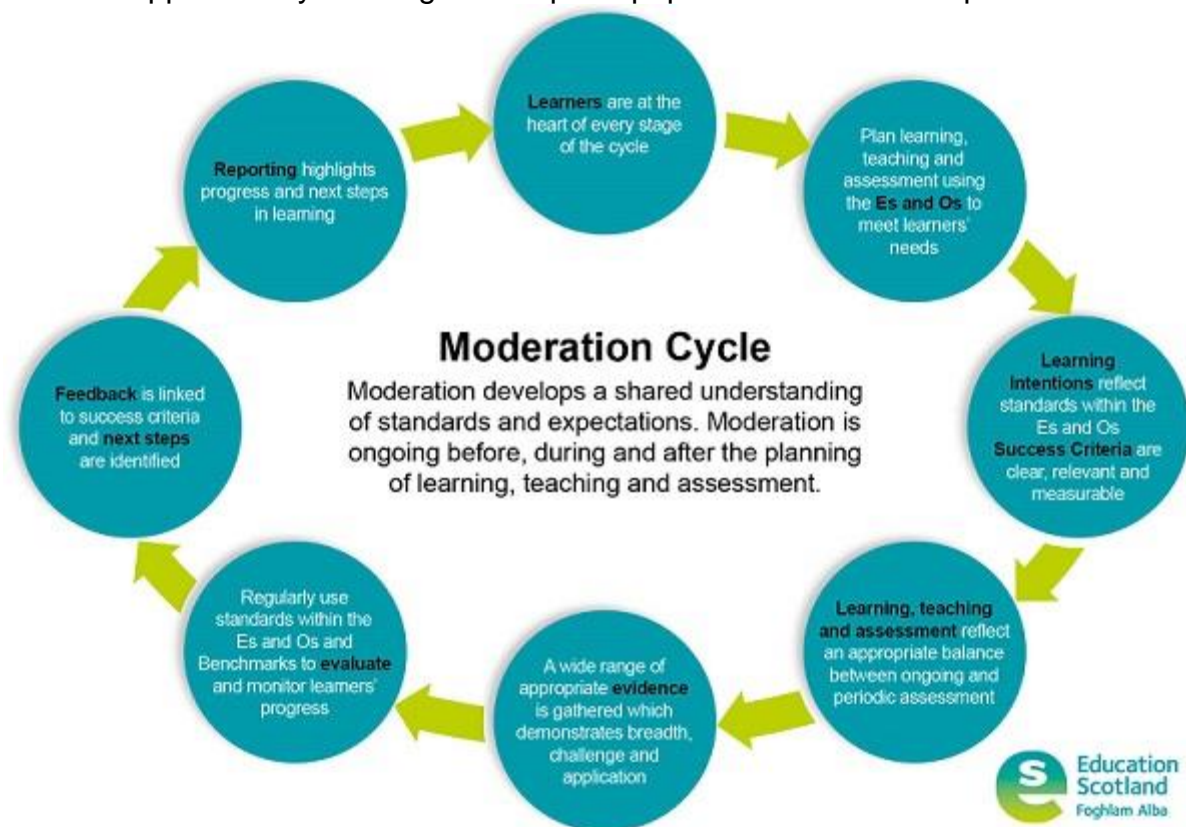 Learners are at the
heart of every stage
of the cycle
Plan learning,
teaching and
assessment using
the Es and Os to
meet learners'
needs
Learning
Intentions reflect
standards within the
Es and Os
Success Criteria are
clear, relevant and
measurable
Learning, teaching
and assessment reflect
an appropriate balance
between ongoing and
periodic assessment
A wide range of
appropriate evidence
is gathered which
demonstrates breadth,
challenge and
application
Regularly use
standards within the
Es and Os and
Benchmarks to evaluate
and monitor learners'
progress
Feedback is linked
to success criteria
and next steps
are identified
Reporting highlights
progress and next steps
in learning
Moderation Cycle
Moderation develops a shared understanding
of standards and expectations. Moderation is
ongoing before, during and after the planning
of learning, teaching and assessment.
Education
Scotland
Foghlam Alba